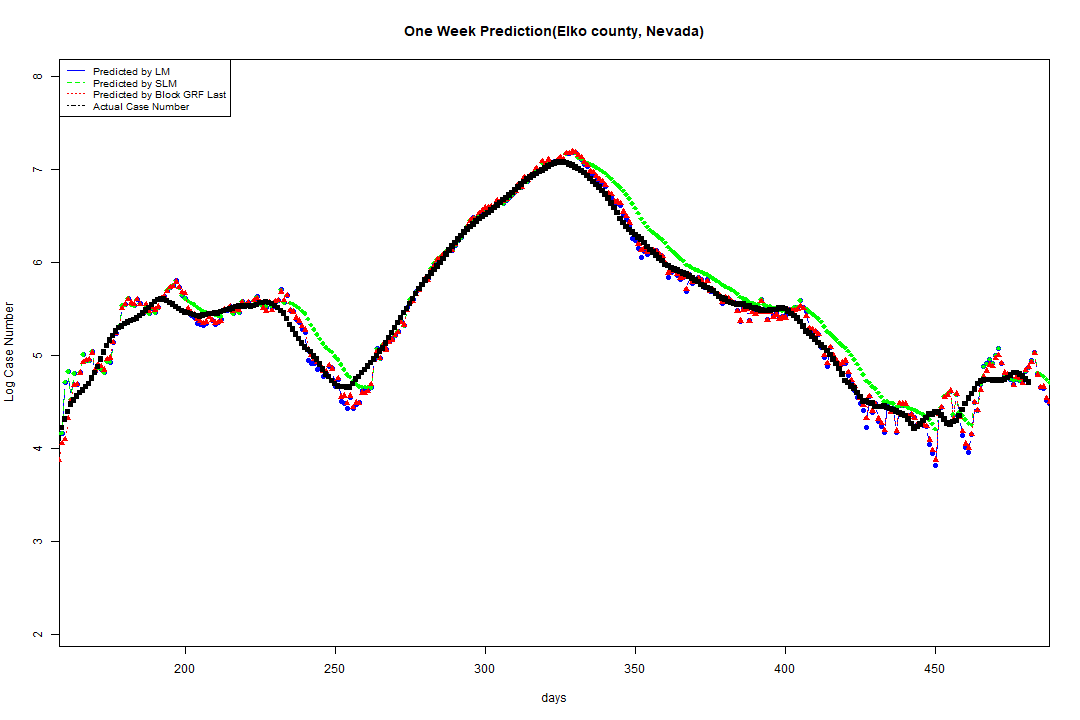 One Week Prediction(Elko county, Nevada)
Predicted by LM
Predicted by SLM
Predicted by Block GRF Last
Actual Case Number
8
7
6
5
4
3
2
Log Case Number
200 250 300 350 400 450
days